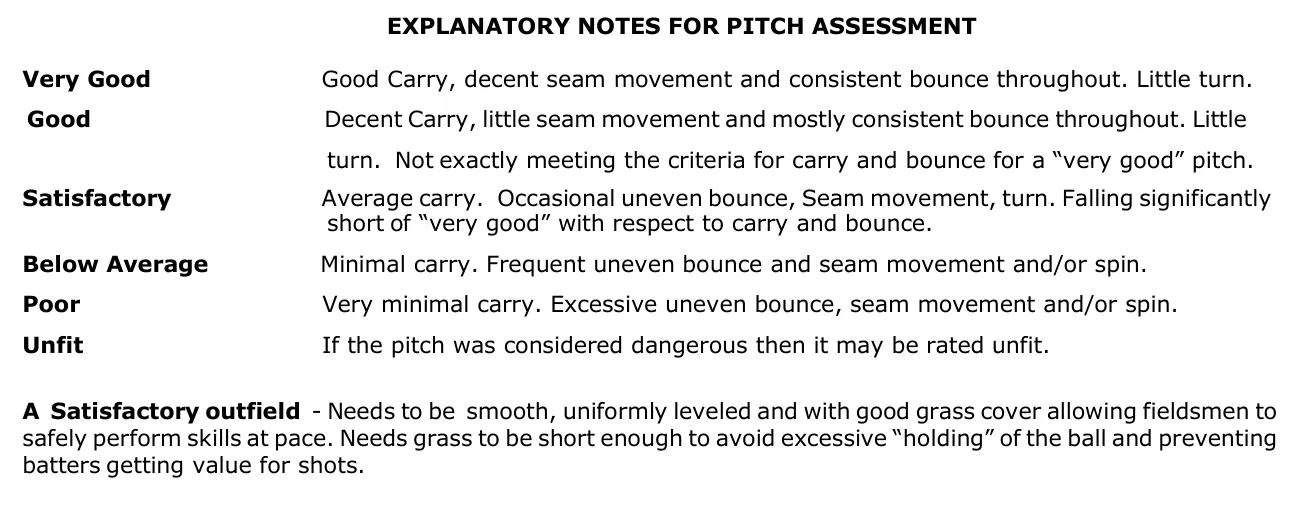 EXPLANATORY NOTES FOR PITCH ASSESSMENT
Very Good Good Carry, decent seam movement and consistent bounce throughout. Little turn.
Good Decent Carry, little seam movement and mostly consistent bounce throughout. Little
turn. Not exactly meeting the criteria for carry and bounce for a “very good” pitch.
Satisfactory Average carry. Occasional uneven bounce, Seam movement, turn. Falling significantly
short of “very good” with respect to carry and bounce.
Below Average Minimal carry. Frequent uneven bounce and seam movement and/or spin.
Poor Very minimal carry. Excessive uneven bounce, seam movement and/or spin.
Unfit If the pitch was considered dangerous then it may be rated unfit.
A Satisfactory outfield - Needs to be smooth, uniformly leveled and with good grass cover allowing fieldsmen to
safely perform skills at pace. Needs grass to be short enough to avoid excessive “holding” of the ball and preventing
batters getting value for shots.